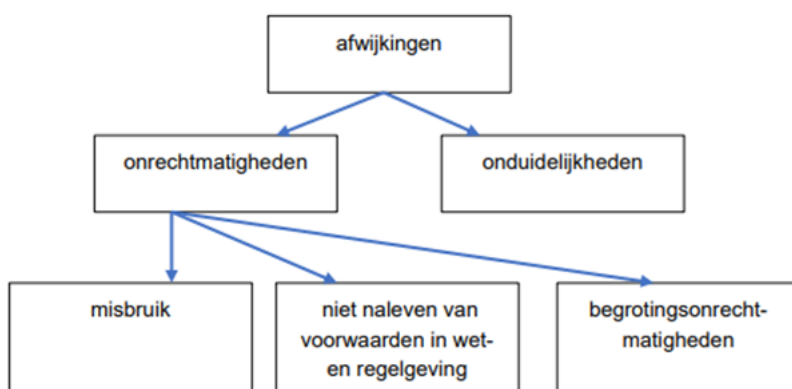 afwijkingen
onrechtmatigheden
onduidelijkheden
misbruik
niet naleven van
voorwaarden in wet-
en regelgeving
begrotingsonrecht-
matigheden